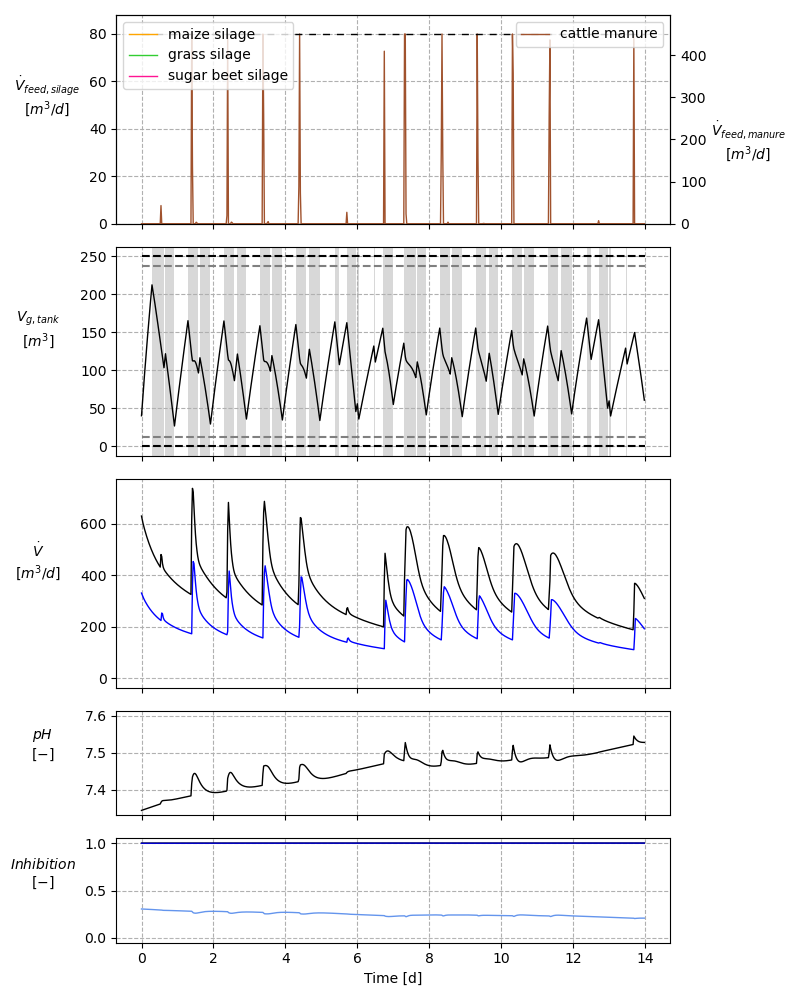 maize silage
grass silage
sugar beet silage
cattle manure
80
60
40
20
0
400
300
200
100
0
V̇feed, silage
[m³/d]
V̇feed, manure
[m³/d]
250
200
150
100
50
0
Vg, tank
[m³]
600
400
200
0
V̇
[m³/d]
7.6
7.5
7.4
pH
[−]
1.0
0.5
0.0
Inhibition
[−]
0 2 4 6 8 10 12 14
Time [d]